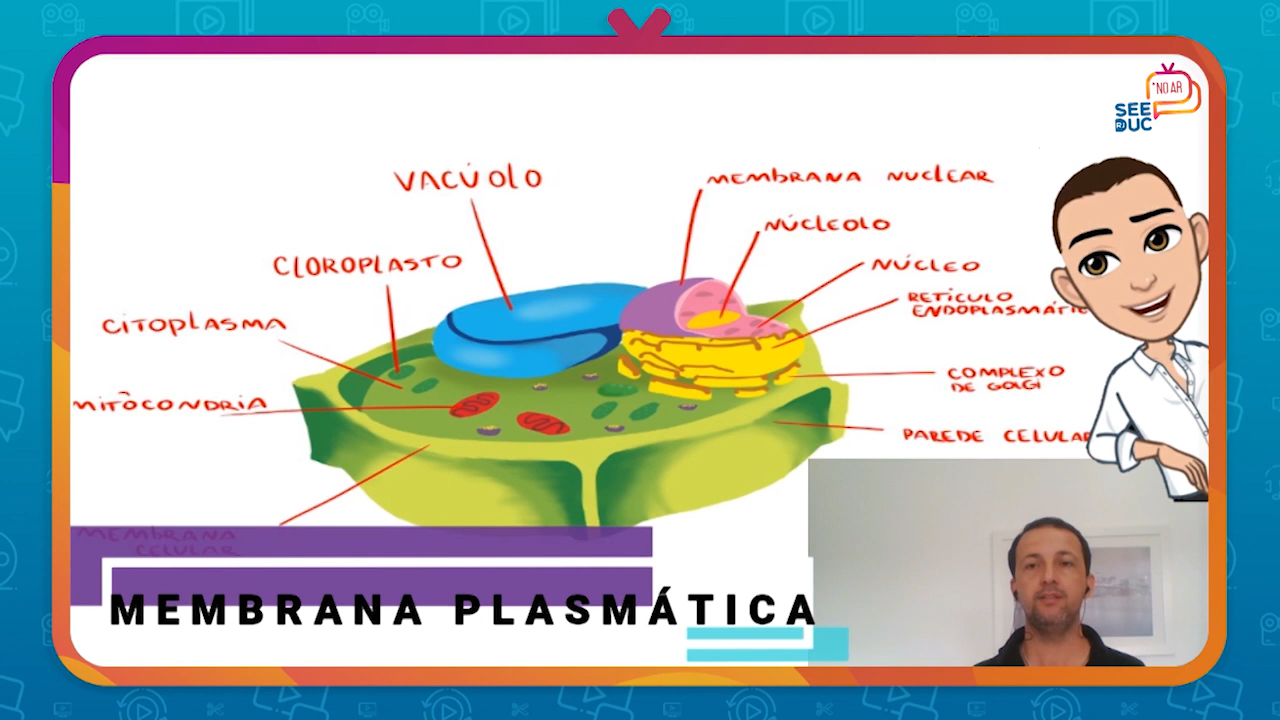 NO AR
SEE
RJ DUC
VACÚOLO
MEMBRANA NUCLEAR
NÚCLEOLO
CLOROPLASTO
NÚCLEO
RETÍCULO
CITOPLASMA
COMPLEXO
DE GOLGI
MITOCONDRIA
PAREDE CELULAR
MEMBRANA
CELULAR
MEMBRANA PLASMÁTICA